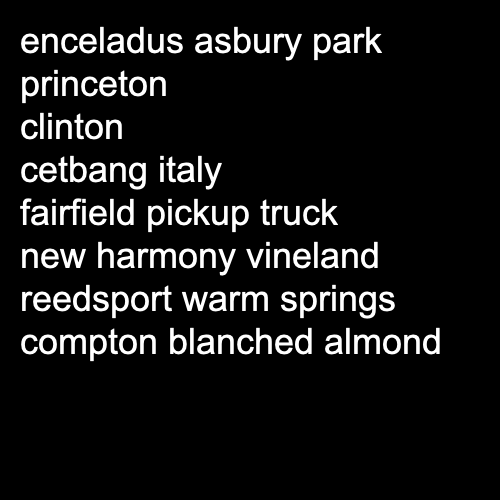 enceladus asbury park
princeton
clinton
cetbang italy
fairfield pickup truck
new harmony vineland
reedsport warm springs
compton blanched almond